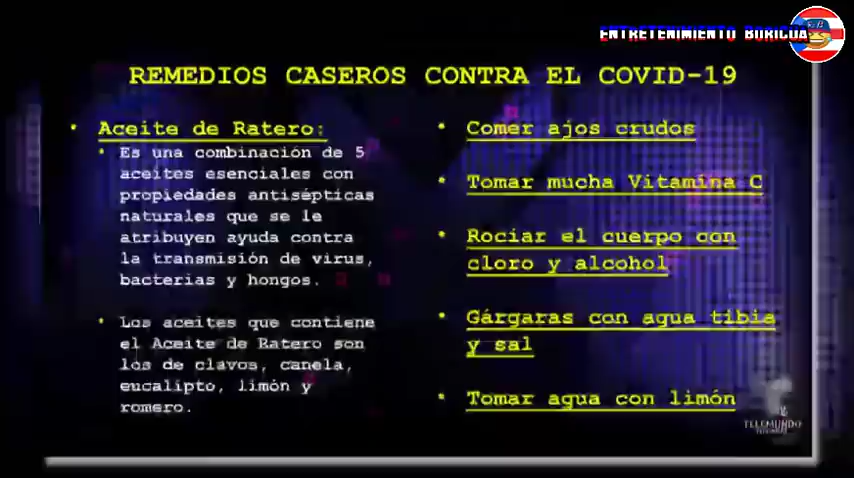 ENTRETENIMIENTO BORICUA
REMEDIOS CASEROS CONTRA EL COVID-19
• Aceite de Ratero:
• Es una combinación de 5
aceites esenciales con
propiedades antisépticas
naturales que se le
atribuyen ayuda contra
la transmisión de virus,
bacterias y hongos.
• Los aceites que contiene
el Aceite de Ratero son
los de clavos, canela,
eucalipto, limón y
romero.
• Comer ajos crudos
• Tomar mucha Vitamina C
• Rociar el cuerpo con
cloro y alcohol
• Gárgaras con agua tibia
y sal
• Tomar agua con limón
TELEMUNDO